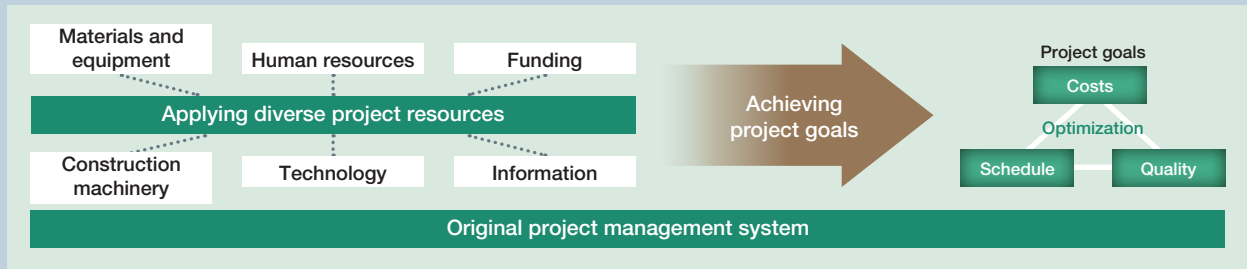 Materials and
equipment
Human resources
Funding
Applying diverse project resources
Construction
machinery
Technology
Information
Achieving
project goals
Project goals
Costs
Optimization
Schedule
Quality
Original project management system